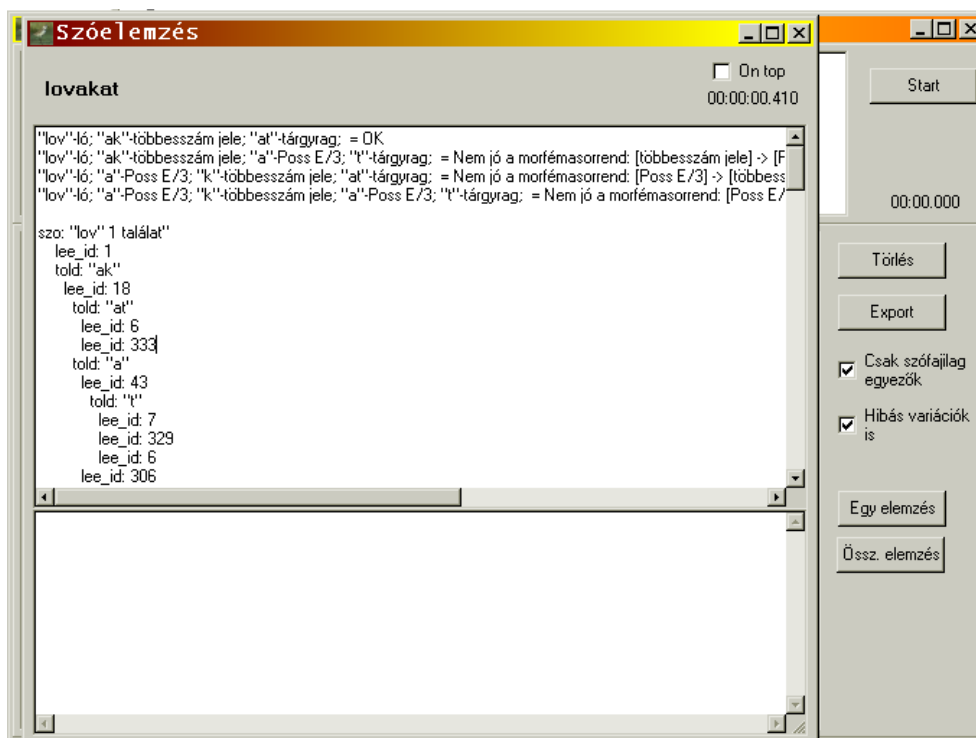 Szóelemzés
lovakat
On top
00:00:00.410
"lov"-ló; "ak"-többesszám jele; "at"-tárgyrag;  = OK
"lov"-ló; "ak"-többesszám jele; "a"-Poss E/3; "t"-tárgyrag;  = Nem jó a morfémasorrend: [többesszám jele] -> [F
"lov"-ló; "a"-Poss E/3; "k"-többesszám jele; "at"-tárgyrag;  = Nem jó a morfémasorrend: [Poss E/3] -> [többess
"lov"-ló; "a"-Poss E/3; "k"-többesszám jele; "a"-Poss E/3; "t"-tárgyrag;  = Nem jó a morfémasorrend: [Poss E/
szo: "lov" 1 találat"
lee_id: 1
told: "ak"
lee_id: 18
told: "at"
lee_id: 6
lee_id: 333
told: "a"
lee_id: 43
told: "t"
lee_id: 7
lee_id: 329
lee_id: 6
lee_id: 306
Start
00:00.000
Törlés
Export
Csak szófajilag
egyezők
Hibás variációk
is
Egy elemzés
Össz. elemzés